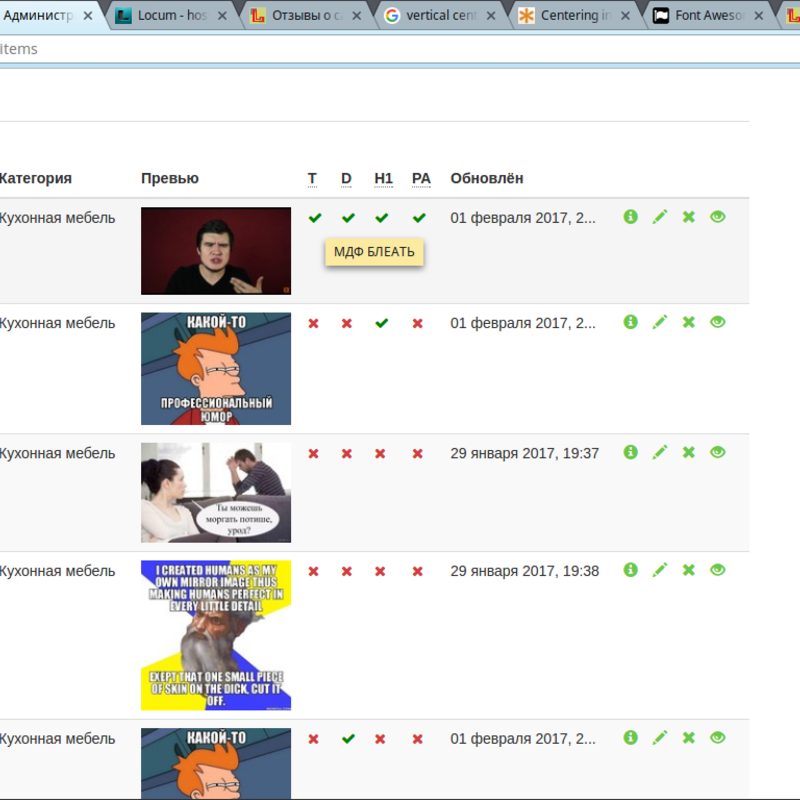 Администр
Locum - hos
Отзывы о с
vertical cen
Centering in
Font Aweso
items
Категория Превью T D H1 PA Обновлён
Кухонная мебель 01 февраля 2017, 2...
МДФ БЛЕАТЬ
Кухонная мебель 01 февраля 2017, 2...
КАКОЙ-ТО
ПРОФЕССИОНАЛЬНЫЙ
ЮМОР
Кухонная мебель 29 января 2017, 19:37
Ты можешь
моргать потише,
урод?
Кухонная мебель 29 января 2017, 19:38
I CREATED HUMANS AS MY
OWN MIRROR IMAGE THUS
MAKING HUMANS PERFECT IN
EVERY LITTLE DETAIL
EXEPT THAT ONE SMALL PIECE
OF SKIN ON THE DICK. CUT IT
OFF.
Кухонная мебель 01 февраля 2017, 2...
КАКОЙ-ТО